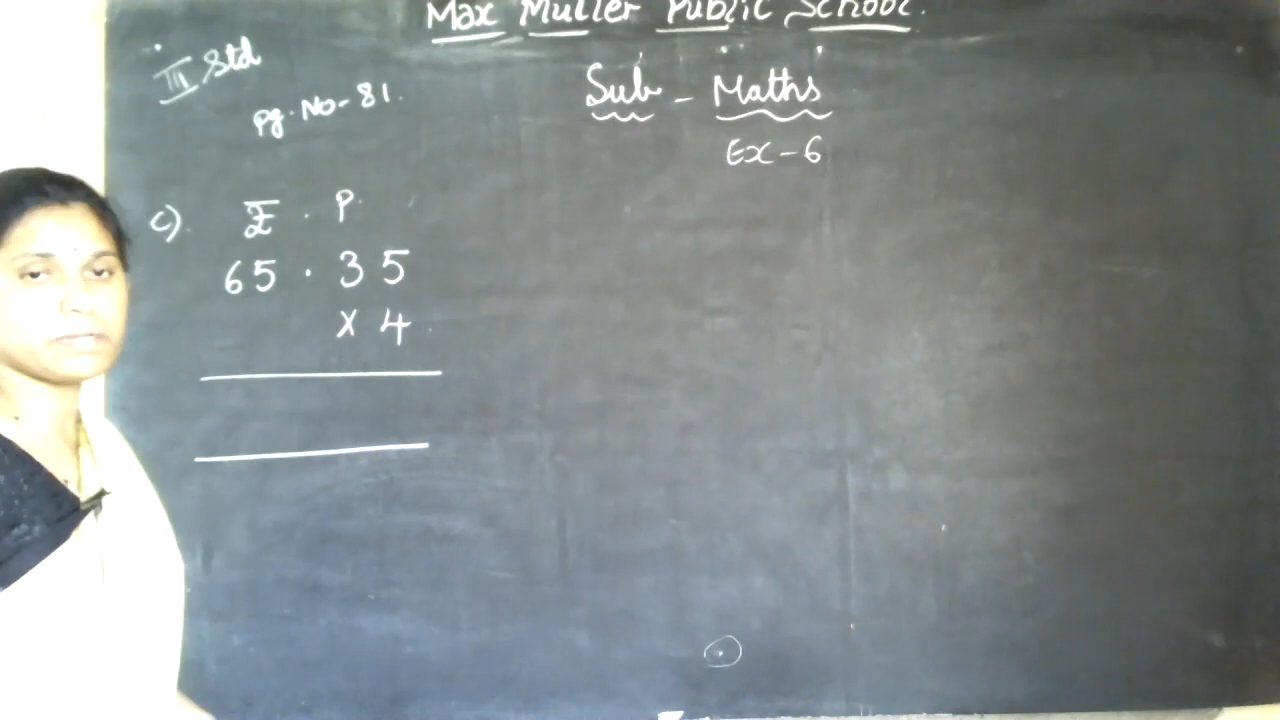 Max Muller Public School.
III Std
Sub - Maths
Pg. No - 81.
Ex - 6
c). ₹ . P.
65 . 35
x 4